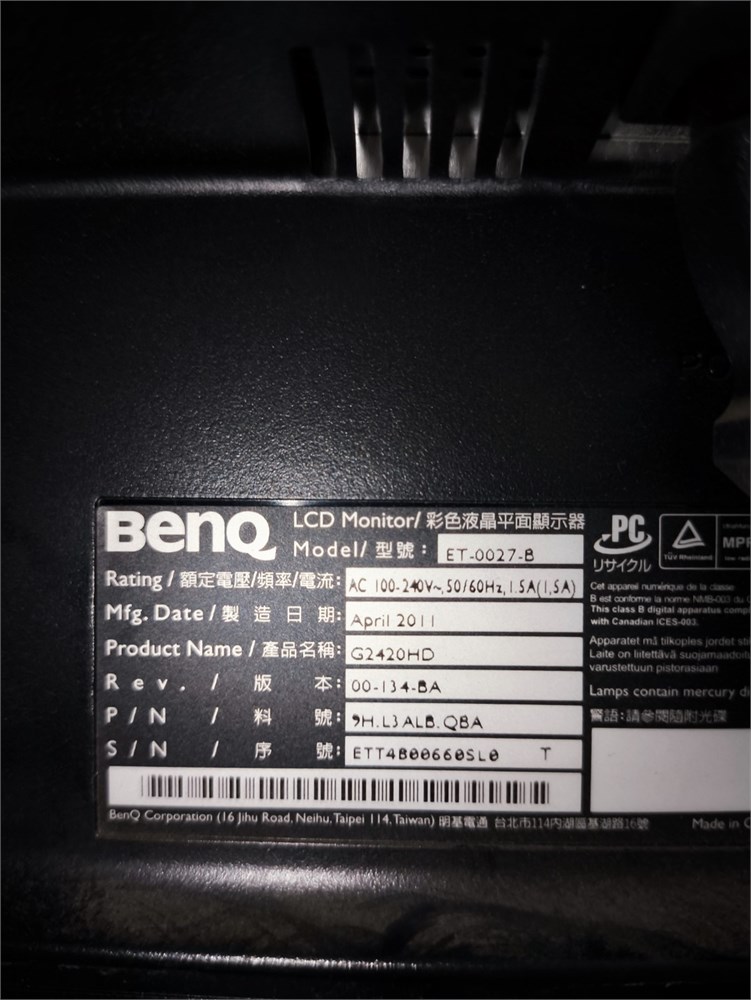 BenQ
LCD Monitor/ 彩色液晶平面顯示器
Model/ 型號: ET-0027-B
Rating / 額定電壓/頻率/電流: AC 100-240V~,50/60Hz,1.5A(1,5A)
Mfg. Date / 製 造 日 期: April 2011
Product Name / 產品名稱: G2420HD
Rev. / 版 本: 00-134-BA
P/N / 料 號: 9H.L3ALB.QBA
S/N / 序 號: ETT4B00660SL0 T
BenQ Corporation (16 Jihu Road, Neihu, Taipei 114, Taiwan) 明基電通 台北市114內湖區基湖路16號
PC
リサイクル
TÜV Rheinland
MPR
Cet appareil numérique de la classe
B est conforme la norme NMB-003 du
This class B digital apparatus
with Canadian ICES-003.
Apparatet må tilkoples jordet
Laite on liitettävä
varustettuun pistorasiaan
Lamps contain mercury
警語:請參閱隨附光碟
Made in